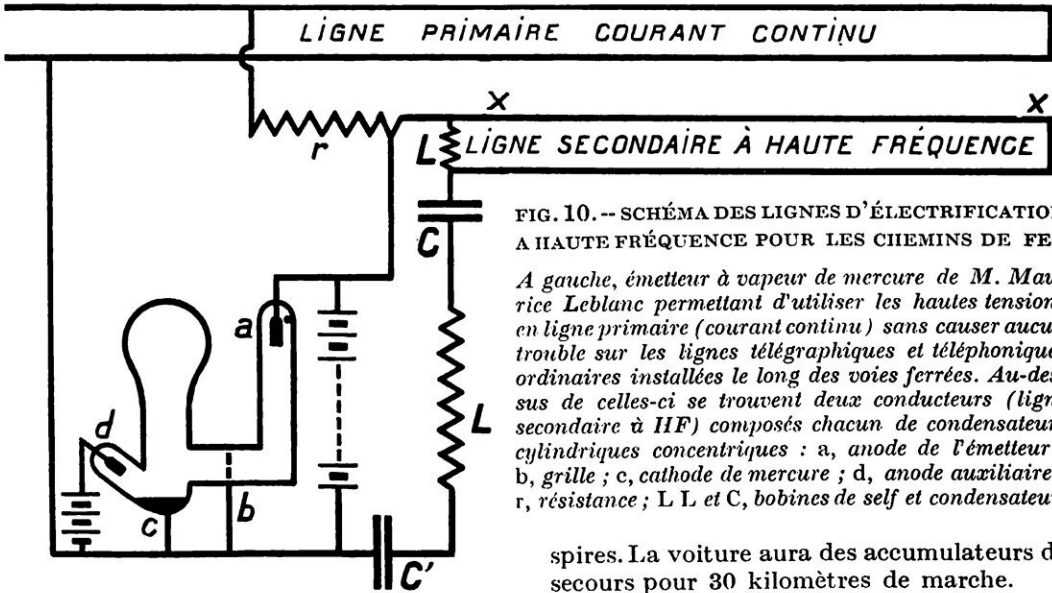 LIGNE PRIMAIRE COURANT CONTINU
x x
r
L LIGNE SECONDAIRE À HAUTE FRÉQUENCE
C
FIG. 10. -- SCHÉMA DES LIGNES D'ÉLECTRIFICATION
A HAUTE FRÉQUENCE POUR LES CHEMINS DE FE
A gauche, émetteur à vapeur de mercure de M. Mau
rice Leblanc permettant d'utiliser les hautes tension
en ligne primaire (courant continu) sans causer aucu
trouble sur les lignes télégraphiques et téléphonique
ordinaires installées le long des voies ferrées. Au-des
sus de celles-ci se trouvent deux conducteurs (lign
secondaire à HF) composés chacun de condensateur
cylindriques concentriques : a, anode de l'émetteur
b, grille ; c, cathode de mercure ; d, anode auxiliaire
r, résistance ; L L et C, bobines de self et condensateur
a
d
L
c
b
C'
spires. La voiture aura des accumulateurs d
secours pour 30 kilomètres de marche.